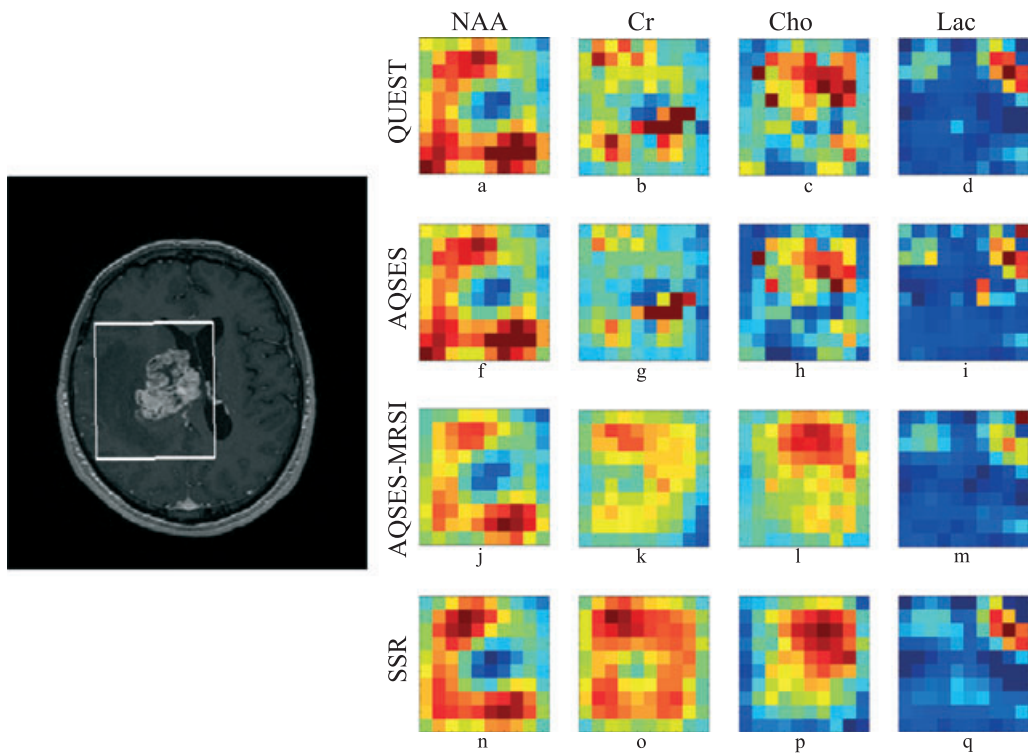 NAA Cr Cho Lac
QUEST
a b c d
AQSES
f g h i
AQSES-MRSI
j k l m
SSR
n o p q